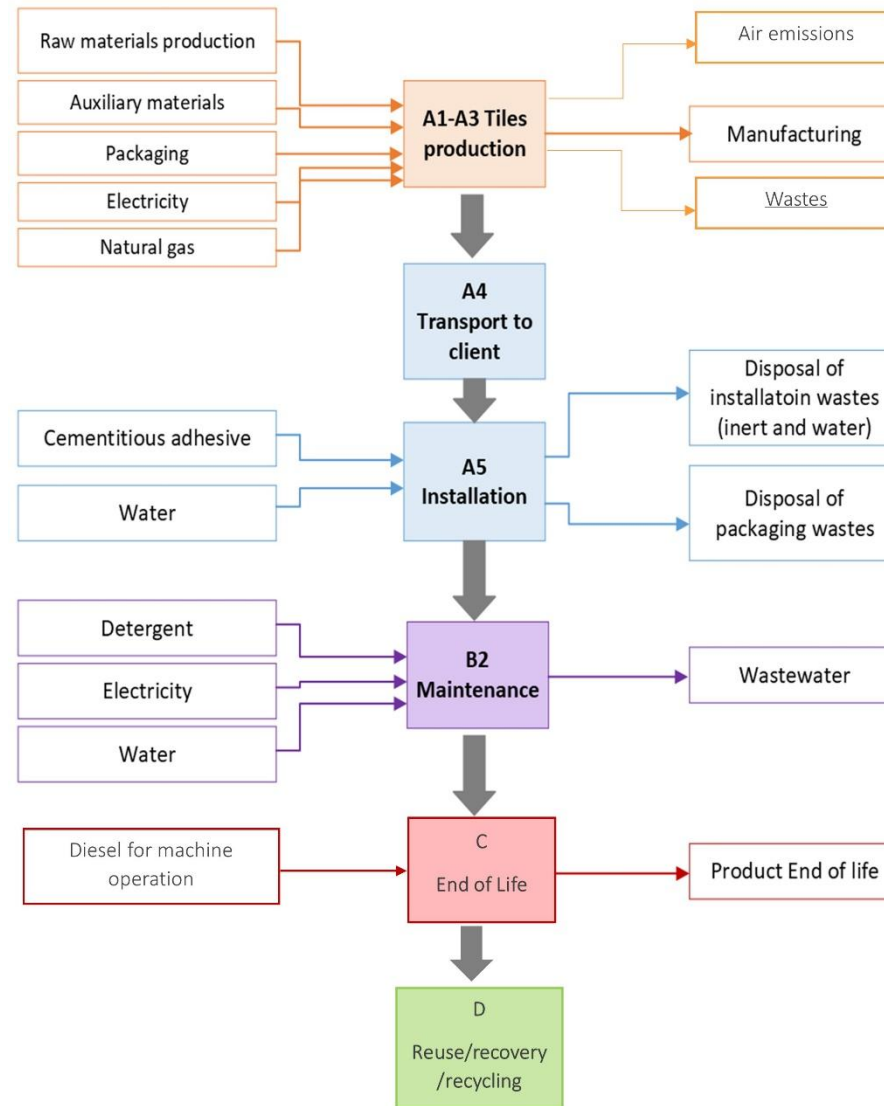 Raw materials production
Auxiliary materials
Packaging
Electricity
Natural gas
A1-A3 Tiles
production
Air emissions
Manufacturing
Wastes
A4
Transport to
client
Cementitious adhesive
Water
A5
Installation
Disposal of
installatoin wastes
(inert and water)
Disposal of
packaging wastes
Detergent
Electricity
Water
B2
Maintenance
Wastewater
Diesel for machine
operation
C
End of Life
Product End of life
D
Reuse/recovery
/recycling